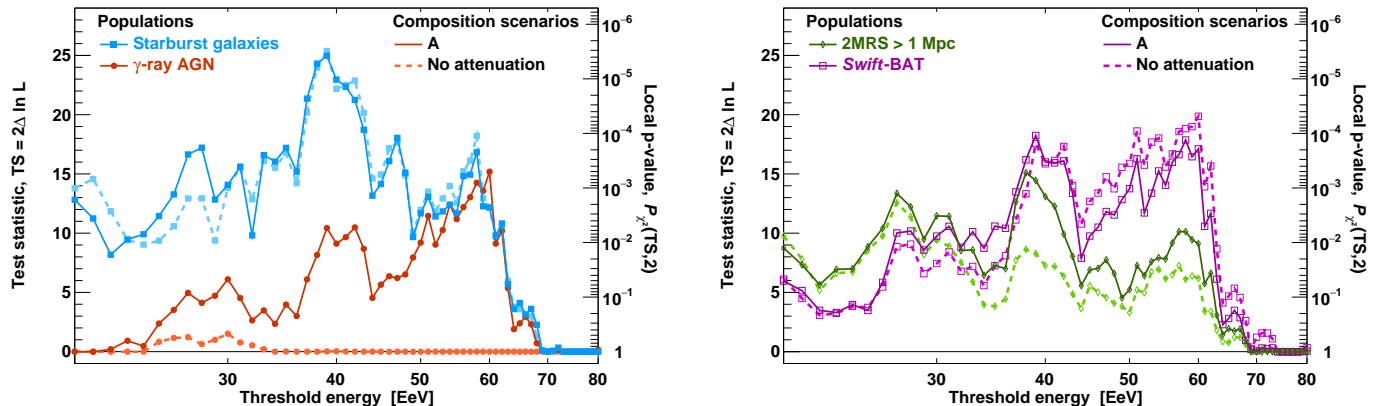 Populations
Starburst galaxies
γ-ray AGN
Composition scenarios
A
No attenuation
Test statistic, TS = 2Δ ln L
25
20
15
10
5
0
Local p-value, P χ² (TS,2)
10⁻⁶
10⁻⁵
10⁻⁴
10⁻³
10⁻²
10⁻¹
1
30 40 50 60 70 80
Threshold energy [EeV]
Populations
2MRS > 1 Mpc
Swift-BAT
Composition scenarios
A
No attenuation
Test statistic, TS = 2Δ ln L
25
20
15
10
5
0
Local p-value, P χ² (TS,2)
10⁻⁶
10⁻⁵
10⁻⁴
10⁻³
10⁻²
10⁻¹
1
30 40 50 60 70 80
Threshold energy [EeV]